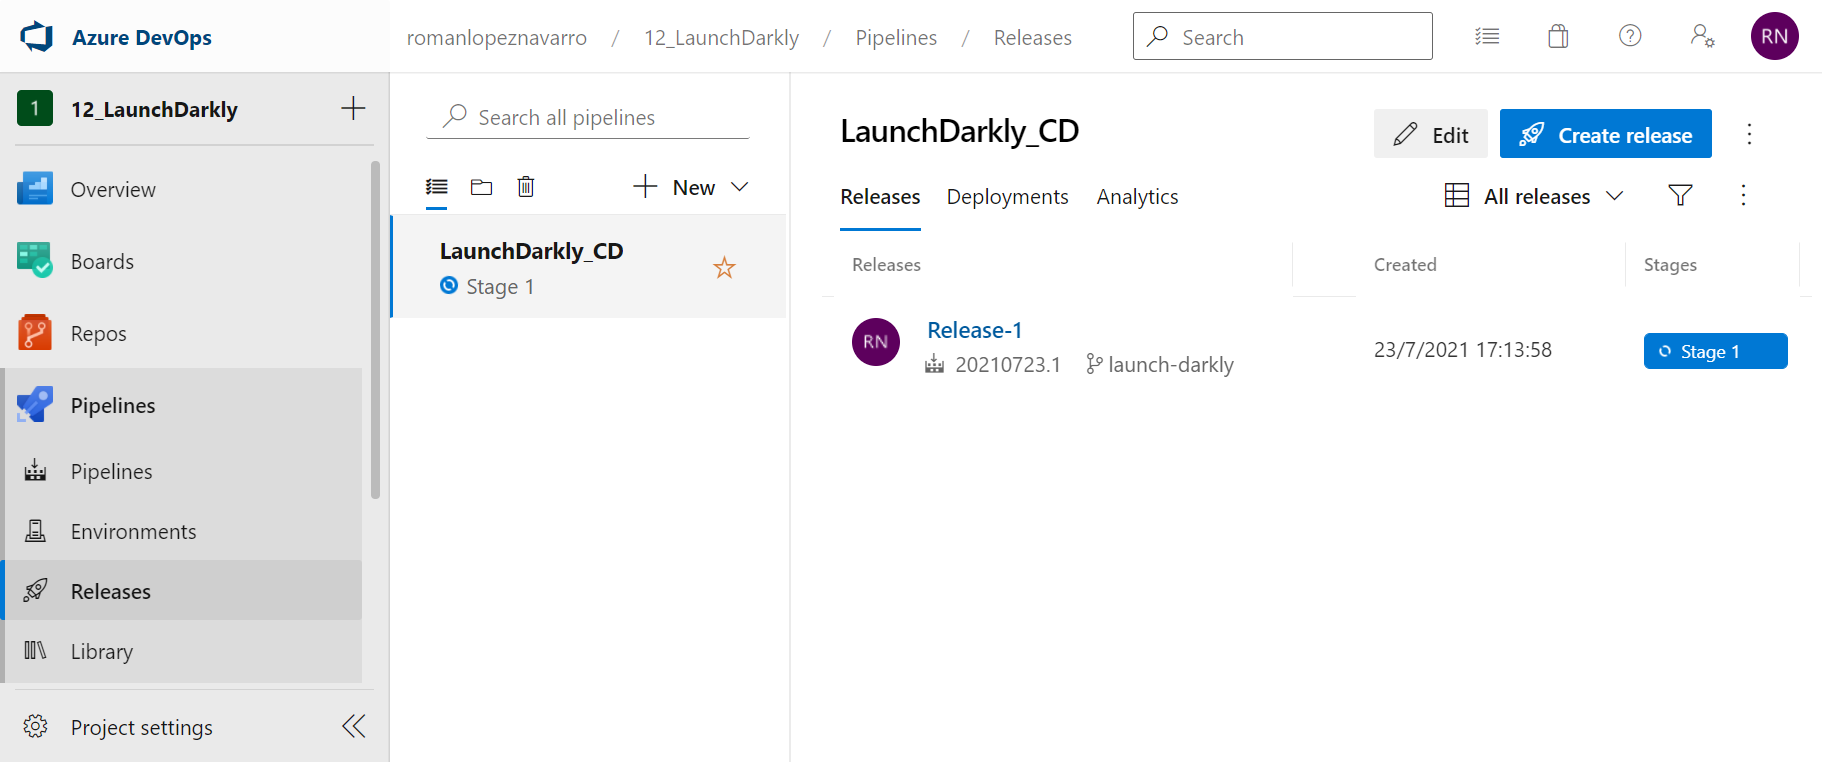 Azure DevOps
romanlopeznavarro / 12_LaunchDarkly / Pipelines / Releases
Search
RN
1 12_LaunchDarkly
Overview
Boards
Repos
Pipelines
Pipelines
Environments
Releases
Library
Project settings
Search all pipelines
New
LaunchDarkly_CD
Stage 1
LaunchDarkly_CD
Edit
Create release
Releases Deployments Analytics
All releases
Releases Created Stages
RN
Release-1
20210723.1 launch-darkly
23/7/2021 17:13:58
Stage 1